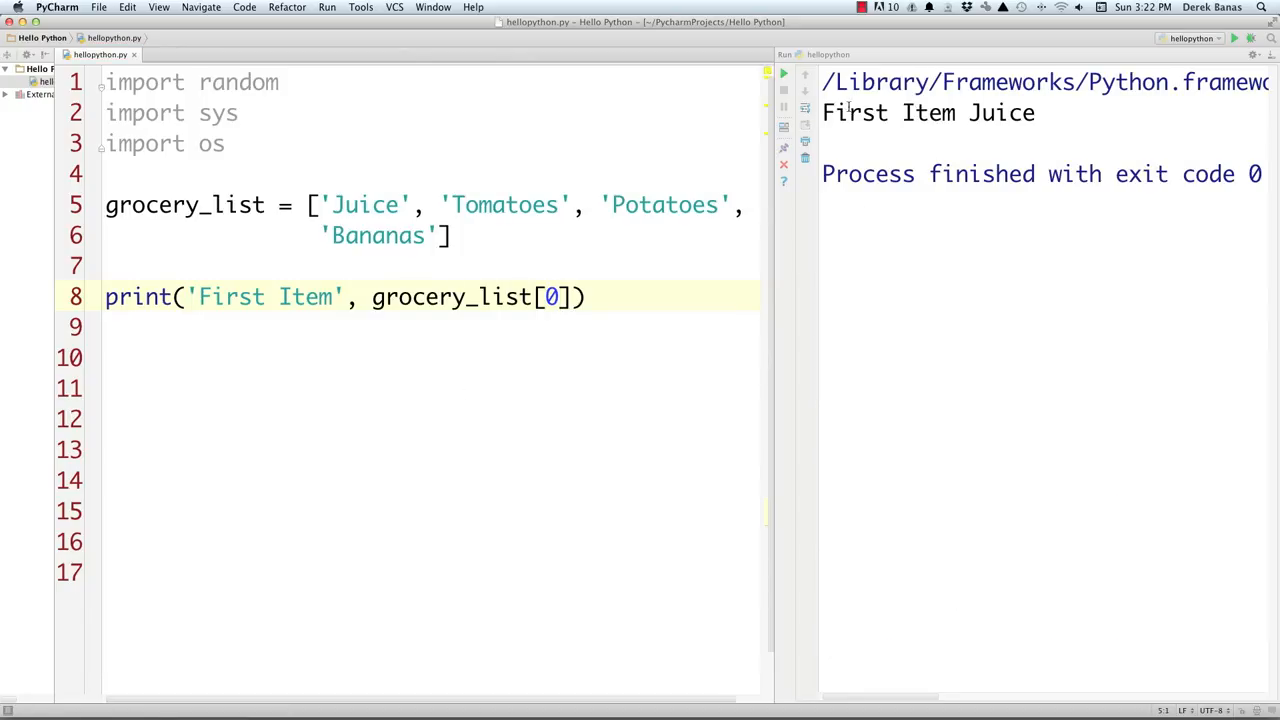 PyCharm File Edit View Navigate Code Refactor Run Tools VCS Window Help 10 Sun 3:22 PM Derek Banas
hellopython.py – Hello Python – [~/PycharmProjects/Hello Python]
Hello Python hellopython.py hellopython
hellopython.py Run hellopython
Hello P
hell
Externa
1 import random
2 import sys
3 import os
4
5 grocery_list = ['Juice', 'Tomatoes', 'Potatoes',
6 'Bananas']
7
8 print('First Item', grocery_list[0])
9
10
11
12
13
14
15
16
17
/Library/Frameworks/Python.framewo
First Item Juice
Process finished with exit code 0
5:1 LF UTF-8